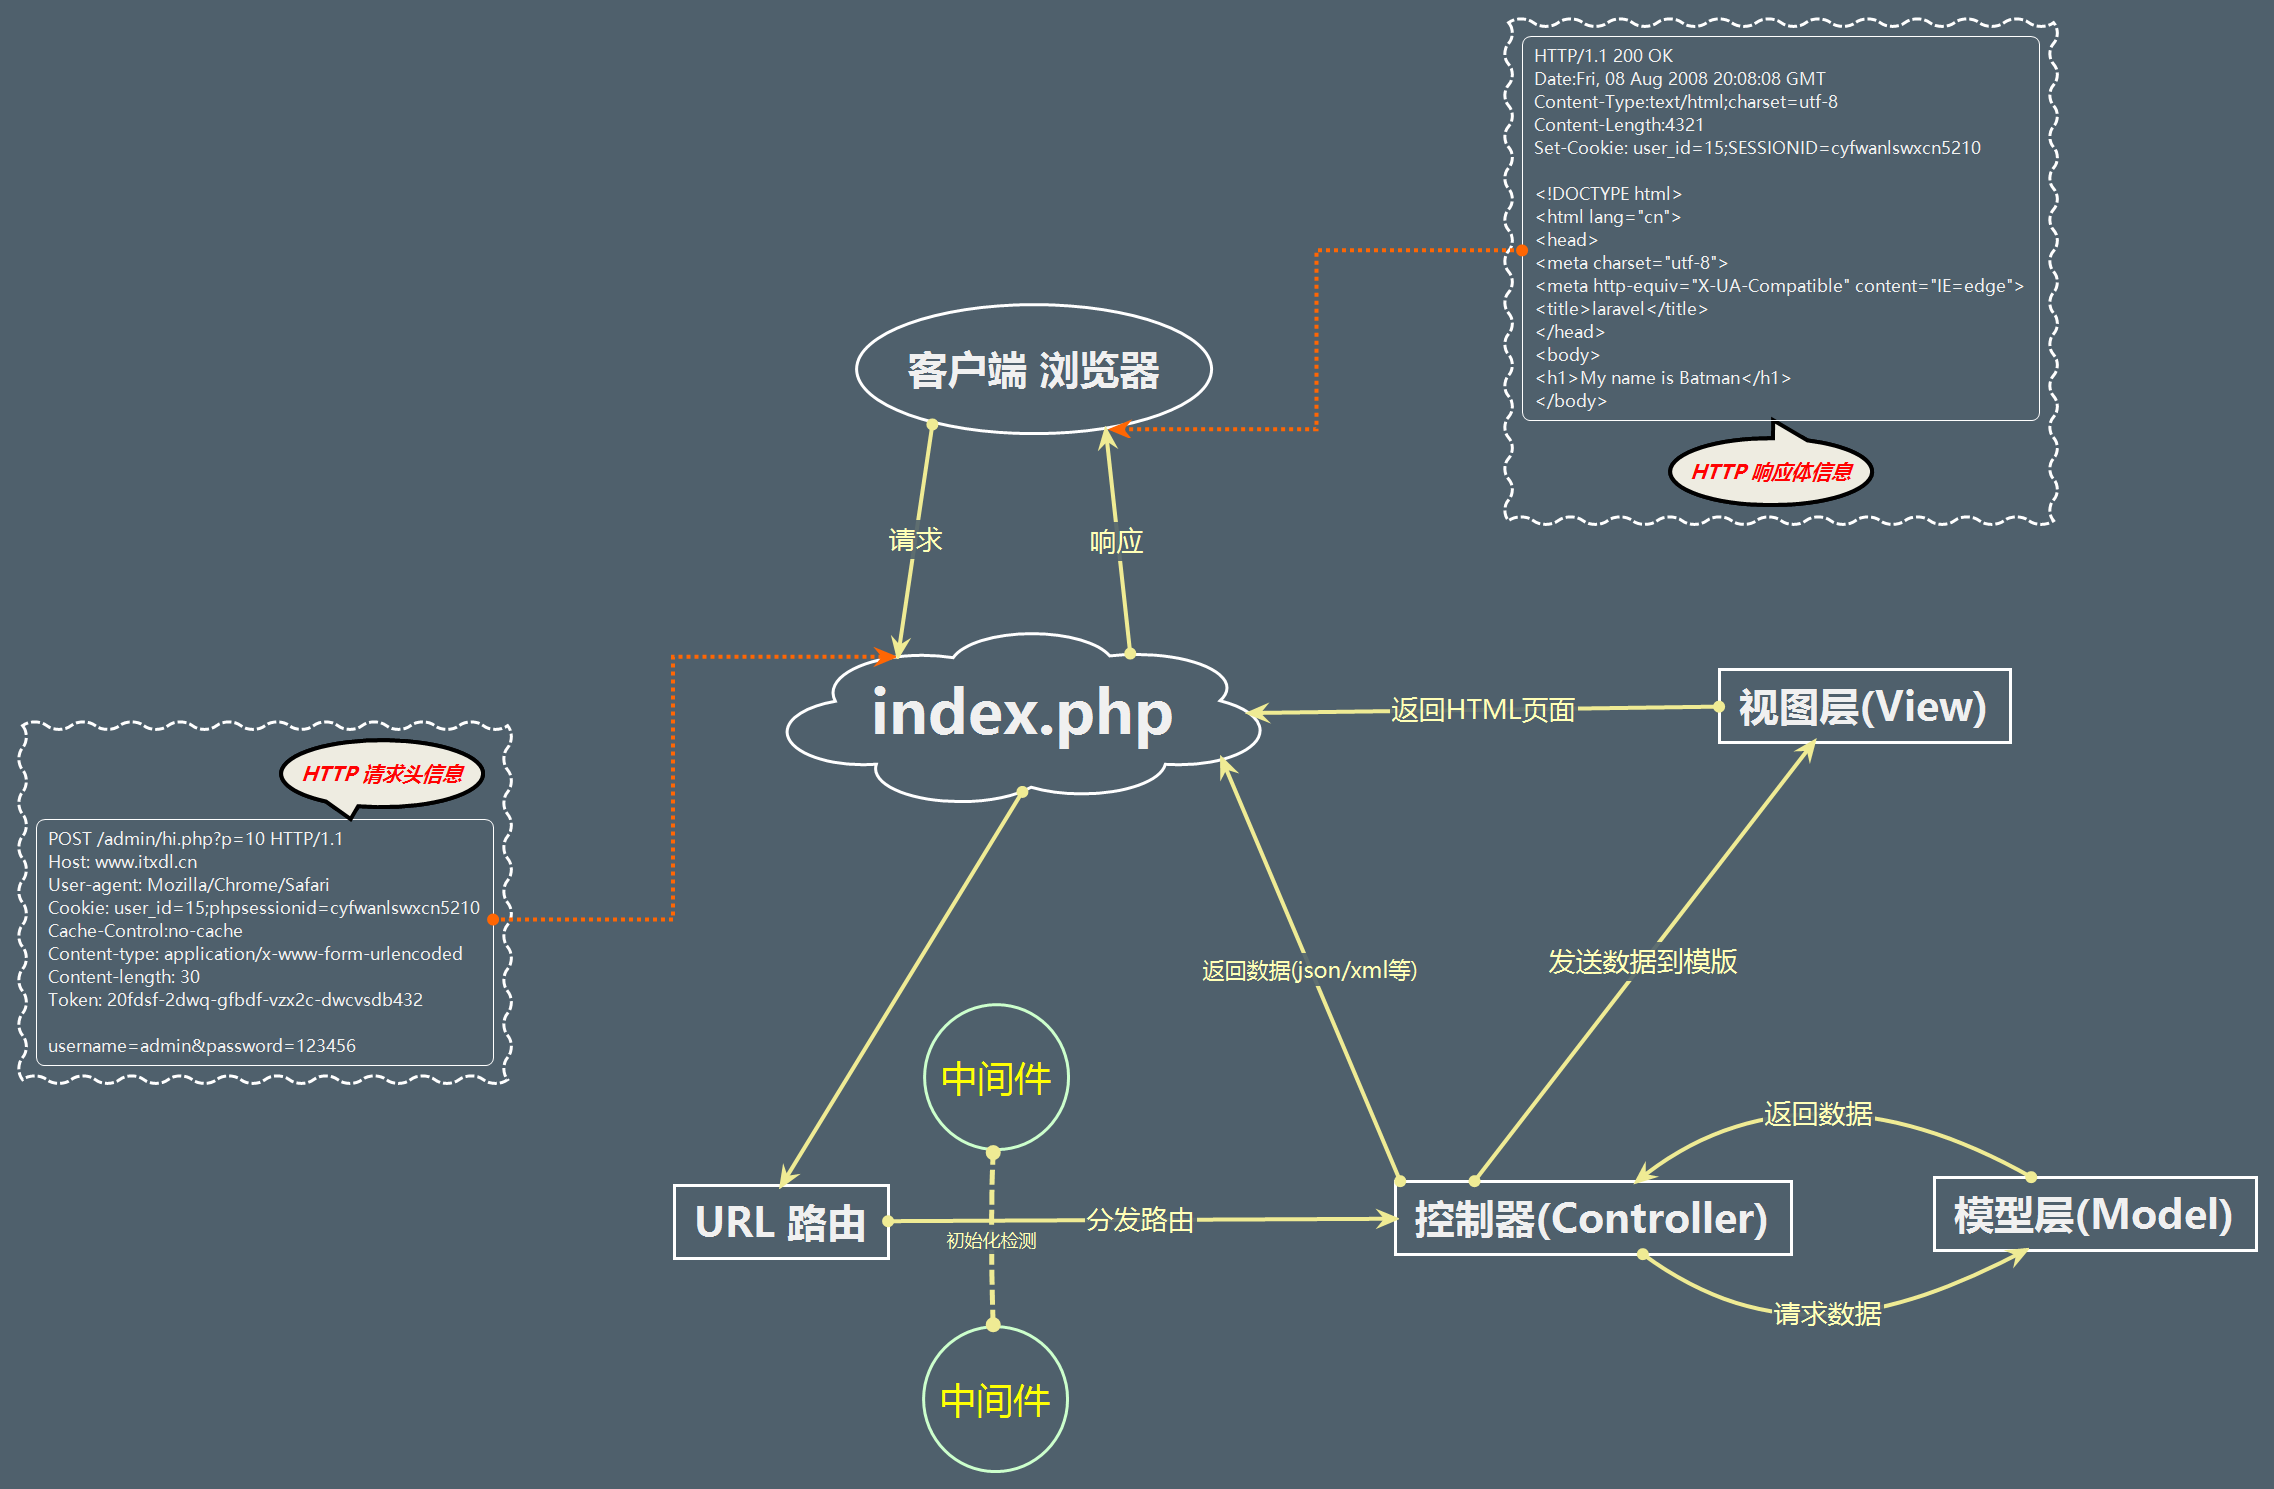 HTTP/1.1 200 OK
Date:Fri, 08 Aug 2008 20:08:08 GMT
Content-Type:text/html;charset=utf-8
Content-Length:4321
Set-Cookie: user_id=15;SESSIONID=cyfwanlswxcn5210
<!DOCTYPE html>
<html lang="cn">
<head>
<meta charset="utf-8">
<meta http-equiv="X-UA-Compatible" content="IE=edge">
<title>laravel</title>
</head>
<body>
<h1>My name is Batman</h1>
</body>
HTTP 响应体信息
客户端 浏览器
请求
响应
index.php
返回HTML页面
视图层(View)
HTTP 请求头信息
POST /admin/hi.php?p=10 HTTP/1.1
Host: www.itxdl.cn
User-agent: Mozilla/Chrome/Safari
Cookie: user_id=15;phpsessionid=cyfwanlswxcn5210
Cache-Control:no-cache
Content-type: application/x-www-form-urlencoded
Content-length: 30
Token: 20fdsf-2dwq-gfbdf-vzx2c-dwcvsdb432
username=admin&password=123456
返回数据(json/xml等)
发送数据到模版
中间件
返回数据
URL 路由
初始化检测
分发路由
控制器(Controller)
模型层(Model)
请求数据
中间件